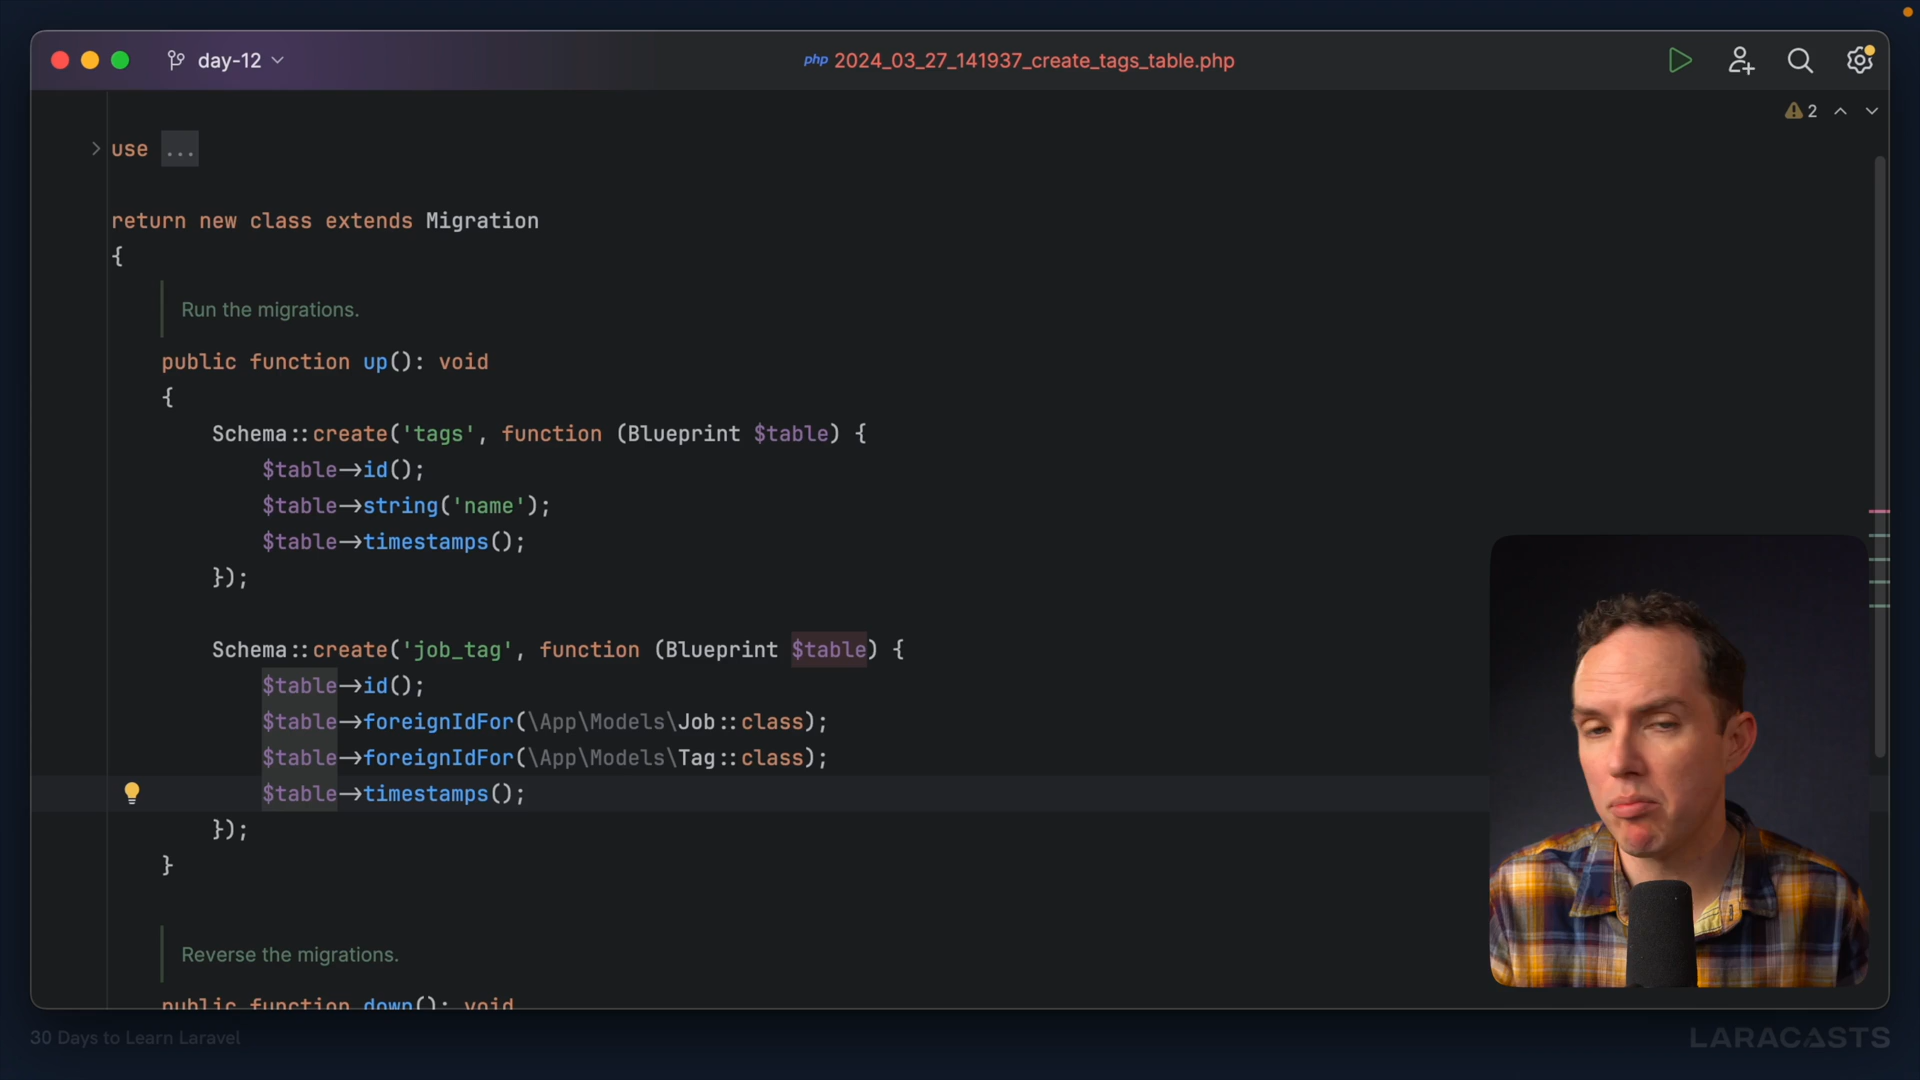 day-12
php 2024_03_27_141937_create_tags_table.php
2
use ...
return new class extends Migration
{
Run the migrations.
public function up(): void
{
Schema::create('tags', function (Blueprint $table) {
$table->id();
$table->string('name');
$table->timestamps();
});
Schema::create('job_tag', function (Blueprint $table) {
$table->id();
$table->foreignIdFor(\App\Models\Job::class);
$table->foreignIdFor(\App\Models\Tag::class);
$table->timestamps();
});
}
Reverse the migrations.
public function down(): void
30 Days to Learn Laravel
LARACASTS